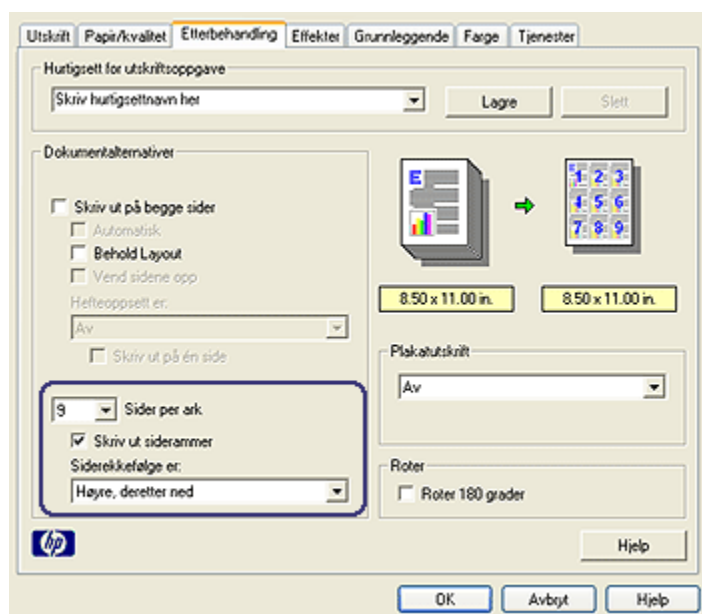 Utskrift Papir/kvalitet Etterbehandling Effekter Grunnleggende Farge Tjenester
Hurtigsett for utskriftsoppgave
Skriv hurtigsettnavn her
Lagre
Slett
Dokumentalternativer
Skriv ut på begge sider
Automatisk
Behold Layout
Vend sidene opp
Hefteoppsett er:
Av
Skriv ut på én side
9 Sider per ark
Skriv ut siderammer
Siderekkefølge er:
Høyre, deretter ned
E
1 2 3
4 5 6
7 8 9
8.50 x 11.00 in.
8.50 x 11.00 in.
Plakatutskrift
Av
Roter
Roter 180 grader
hp
Hjelp
OK Avbryt Hjelp